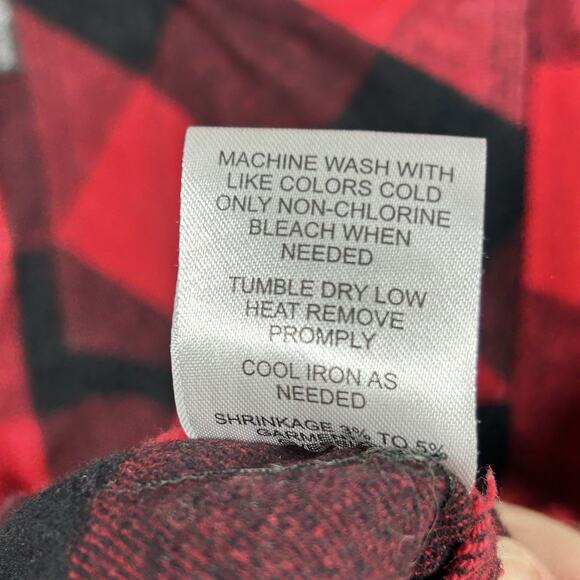 MACHINE WASH WITH
LIKE COLORS COLD
ONLY NON-CHLORINE
BLEACH WHEN
NEEDED
TUMBLE DRY LOW
HEAT REMOVE
PROMPLY
COOL IRON AS
NEEDED
SHRINKAGE 3% TO 5%